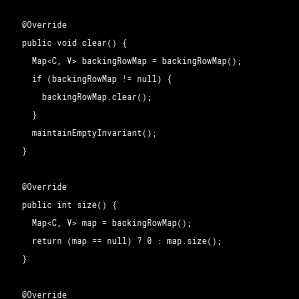 @Override
public void clear() {
Map<C, V> backingRowMap = backingRowMap();
if (backingRowMap != null) {
backingRowMap.clear();
}
maintainEmptyInvariant();
}
@Override
public int size() {
Map<C, V> map = backingRowMap();
return (map == null) ? 0 : map.size();
}
@Override